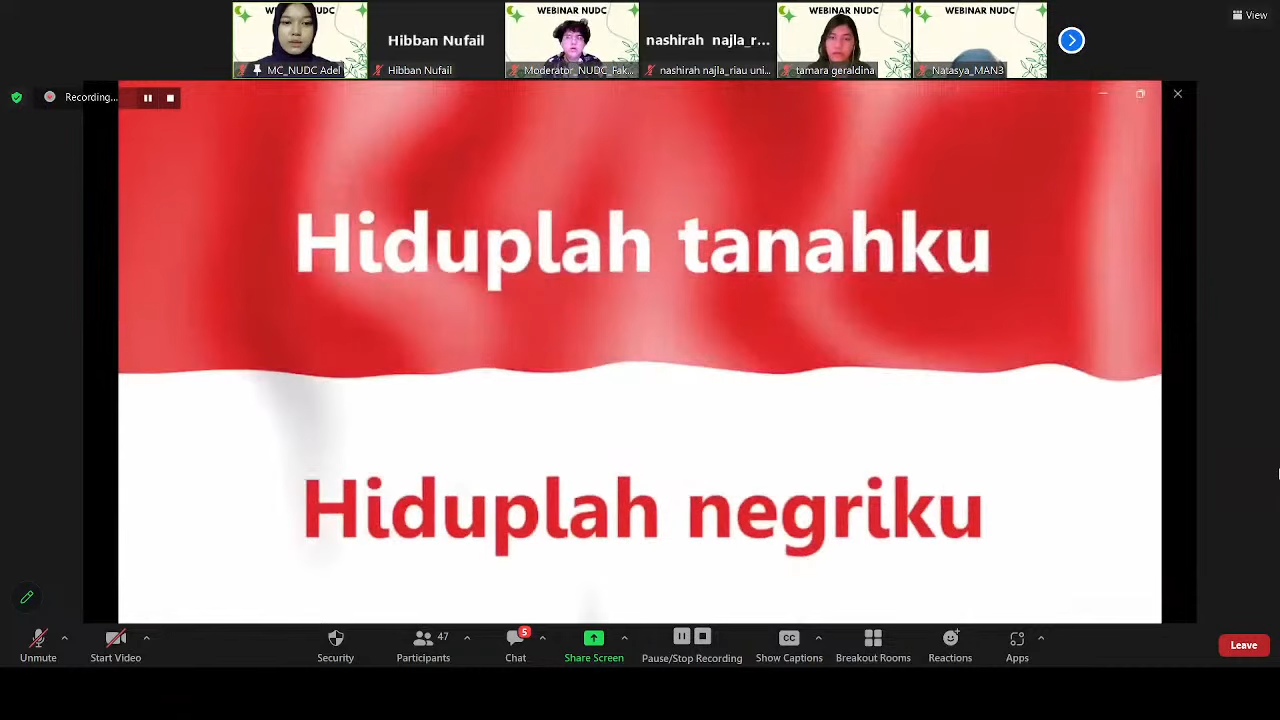 WEBINAR NUDC
MC_NUDC Adel
Hibban Nufail
Hibban Nufail
WEBINAR NUDC
Moderator_NUDC_Fak...
nashirah najla_r...
nashirah najla_riau uni...
WEBINAR NUDC
tamara geraldina
WEBINAR NUDC
Natasya_MAN3
View
Recording...
Hiduplah tanahku
Hiduplah negriku
Unmute
Start Video
Security
47
Participants
5
Chat
Share Screen
Pause/Stop Recording
CC
Show Captions
Breakout Rooms
Reactions
Apps
Leave